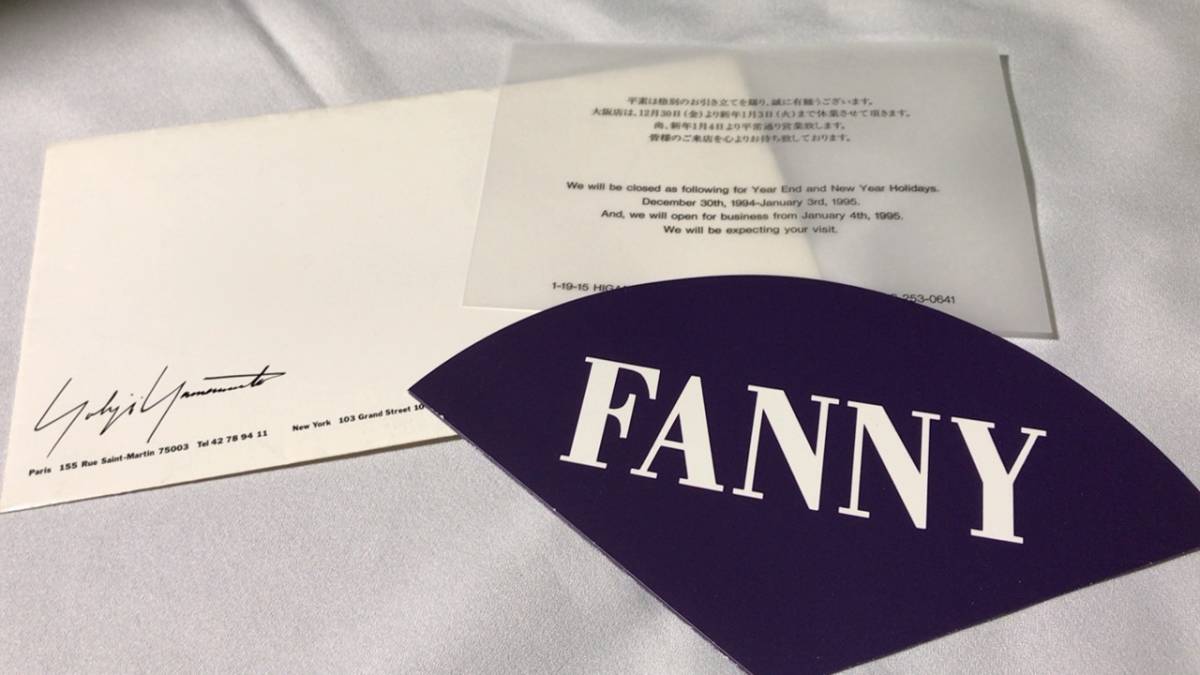 平素は格別のお引き立てを賜り、誠に有難うございます。
大阪店は、12月30日(金)より新年1月3日(火)まで休業させて頂きます。
尚、新年1月4日より平常通り営業致します。
皆様のご来店を心よりお待ち致しております。
We will be closed as following for Year End and New Year Holidays.
December 30th, 1994-January 3rd, 1995.
And, we will open for business from January 4th, 1995.
We will be expecting your visit.
1-19-15 253-0641
Yohji Yamamoto
Paris 155 Rue Saint-Martin 75003 Tel 42 78 94 11 New York 103 Grand Street 10
FANNY